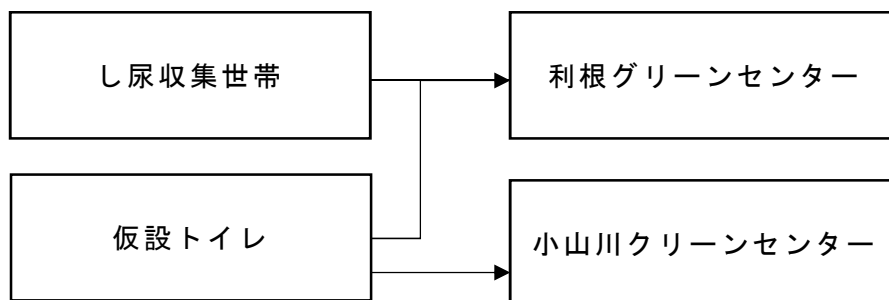 し尿収集世帯
利根グリーンセンター
仮設トイレ
小山川クリーンセンター